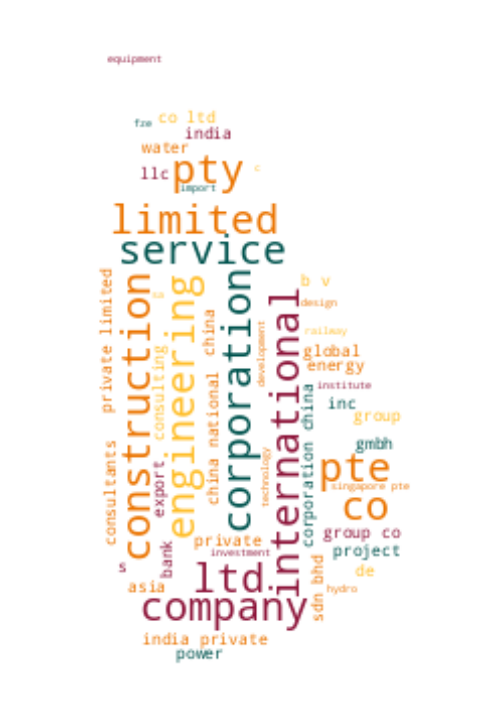 equipment
fze
co ltd
india
water
llc
pty
c
import
limited
service
private limited
construction
sa
engineering
china
corporation
international
b v
design
railway
consulting
development
global
energy
china national
institute
corporation china
inc
group
consultants
export
technology
gmbh
pte
singapore pte
co
bank
private
investment
group co
project
s
asia
ltd
de
sdn bhd
hydro
company
india private
power